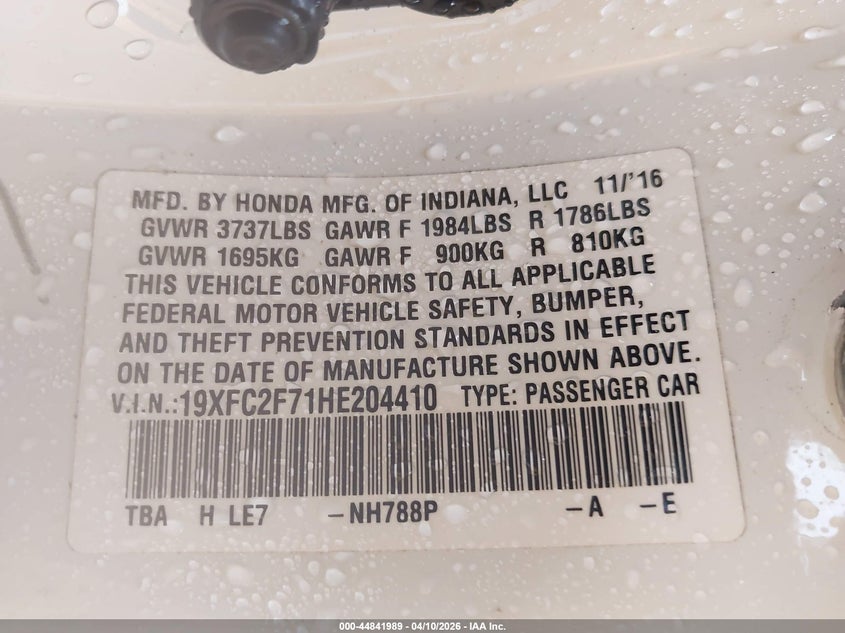 MFD. BY HONDA MFG. OF INDIANA, LLC 11/'16
GVWR 3737LBS GAWR F 1984LBS R 1786LBS
GVWR 1695KG GAWR F 900KG R 810KG
THIS VEHICLE CONFORMS TO ALL APPLICABLE
FEDERAL MOTOR VEHICLE SAFETY, BUMPER,
AND THEFT PREVENTION STANDARDS IN EFFECT
ON THE DATE OF MANUFACTURE SHOWN ABOVE.
V.I.N.:19XFC2F71HE204410 TYPE: PASSENGER CAR
TBA H LE7 -NH788P -A -E
000-44841989 - 04/10/2026 - IAA Inc.